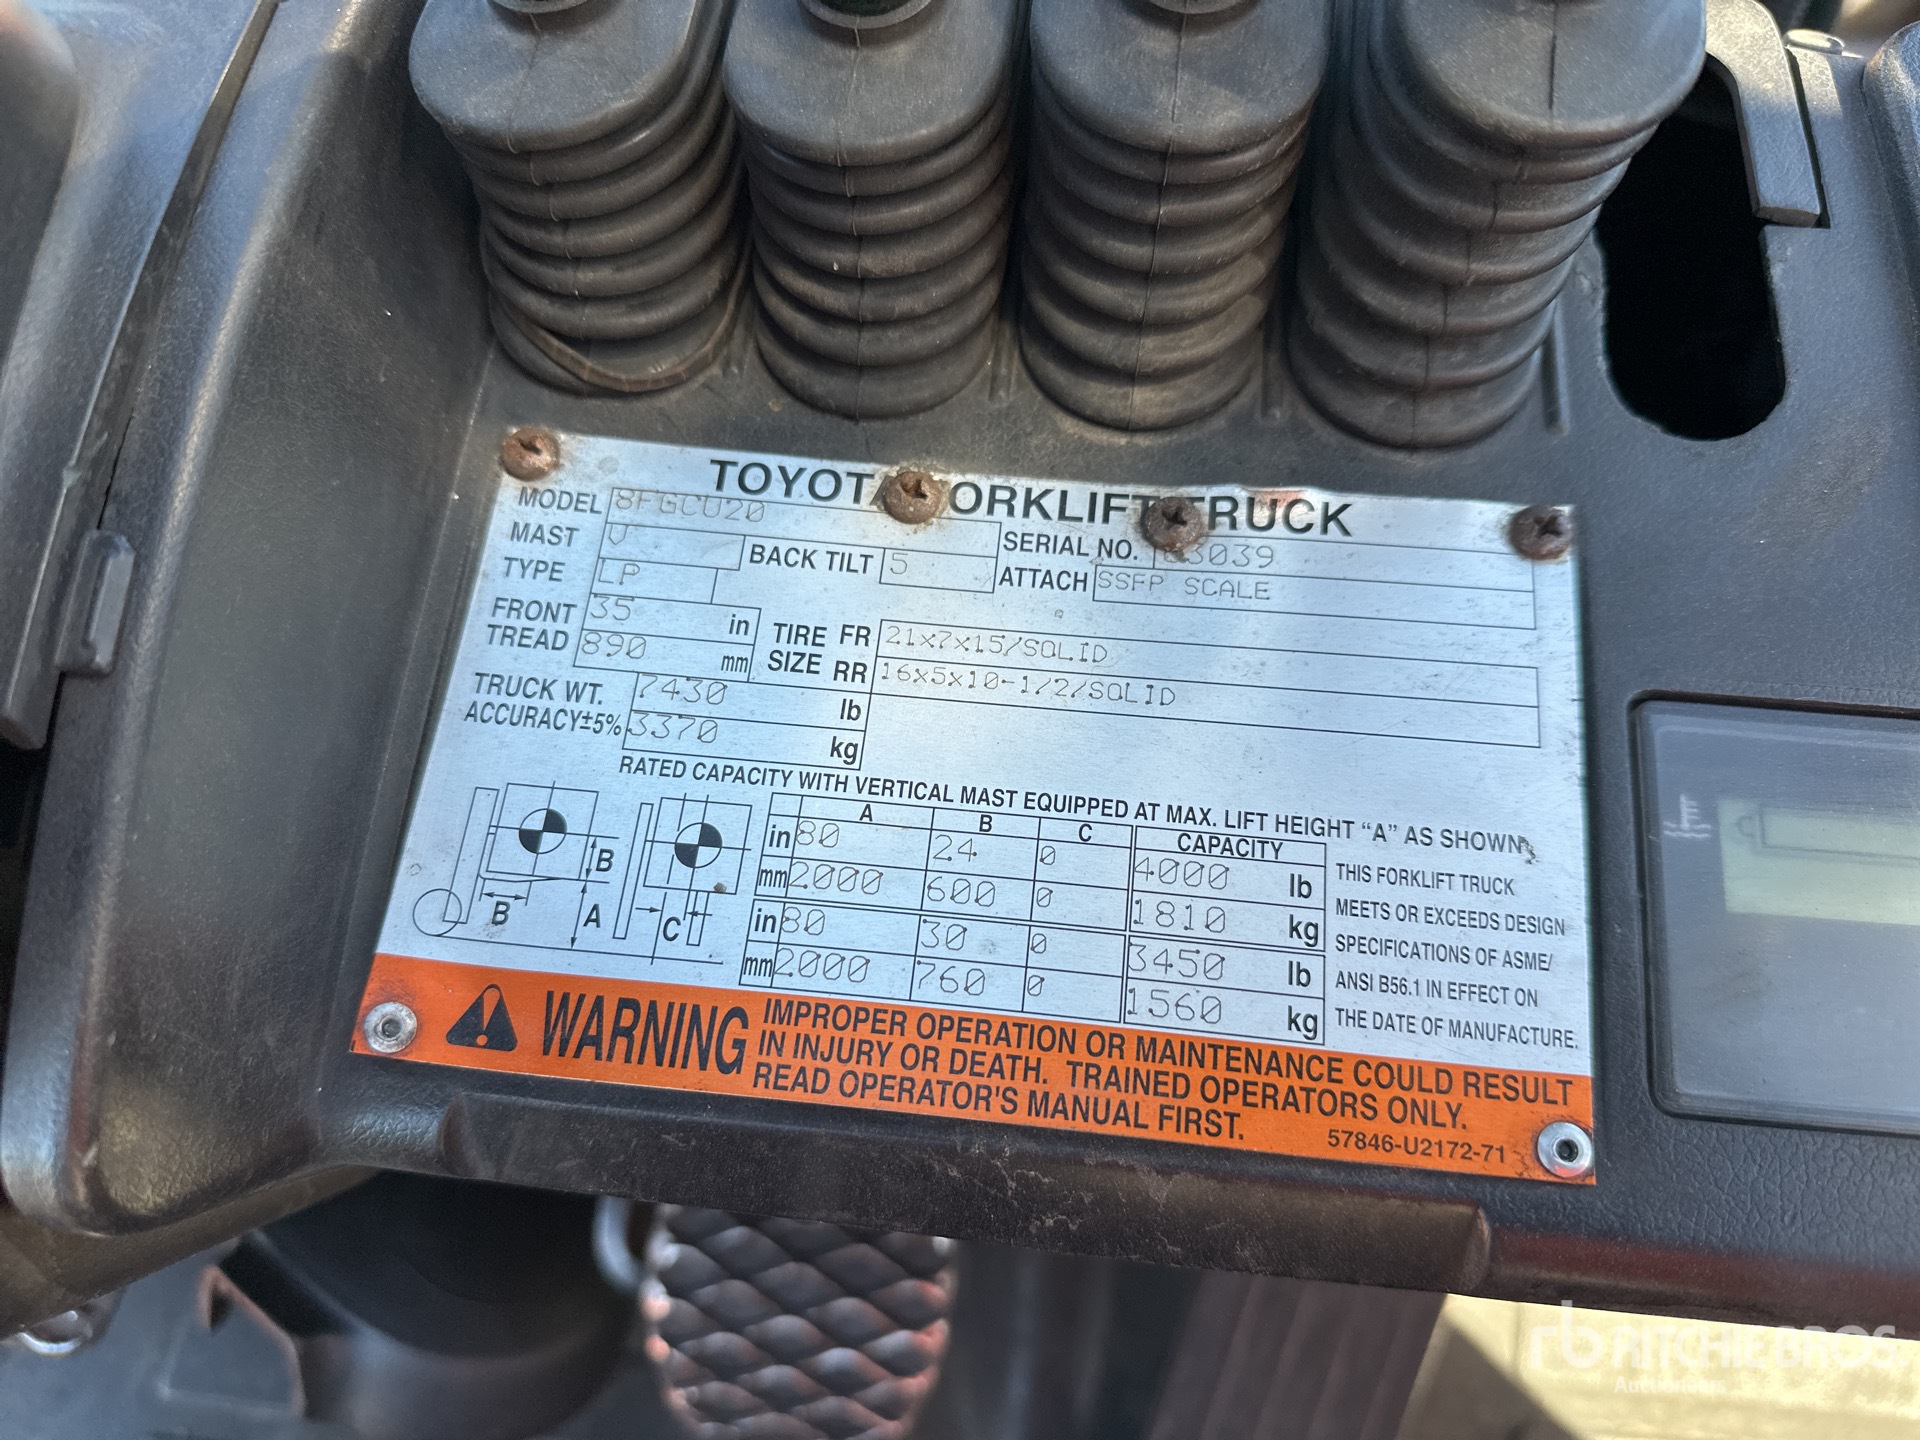 TOYOTA FORKLIFT TRUCK
MODEL 8FGCU20
MAST V BACK TILT 5 SERIAL NO. 63039
TYPE LP ATTACH SSFP SCALE
FRONT TREAD 35 in
890 mm
TIRE SIZE FR 21x7x15/SOLID
RR 16x5x10-1/2/SOLID
TRUCK WT. 7430 lb
ACCURACY±5% 3370 kg
RATED CAPACITY WITH VERTICAL MAST EQUIPPED AT MAX. LIFT HEIGHT “A” AS SHOWN
A B C CAPACITY
in 80 24 0 4000 lb
mm 2000 600 0 1810 kg
in 80 30 0 3450 lb
mm 2000 760 0 1560 kg
B
B A C
THIS FORKLIFT TRUCK
MEETS OR EXCEEDS DESIGN
SPECIFICATIONS OF ASME/
ANSI B56.1 IN EFFECT ON
THE DATE OF MANUFACTURE.
WARNING
IMPROPER OPERATION OR MAINTENANCE COULD RESULT
IN INJURY OR DEATH. TRAINED OPERATORS ONLY.
READ OPERATOR'S MANUAL FIRST.
57846-U2172-71
rb RITCHIE BROS.
Auctioneers